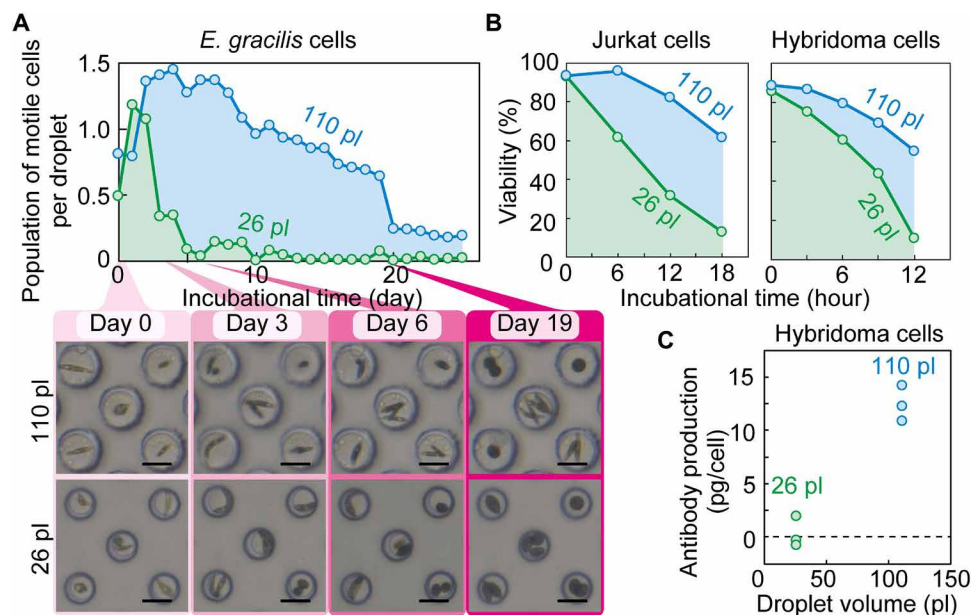 A
E. gracilis cells
Population of motile cells
per droplet
1.5
1.0
0.5
0
110 pl
26 pl
0
10
20
Incubational time (day)
Day 0
Day 3
Day 6
Day 19
110 pl
26 pl
B
Jurkat cells
Hybridoma cells
Viability (%)
100
80
60
40
20
0
110 pl
26 pl
110 pl
26 pl
0
6
12
18
0
6
12
Incubational time (hour)
C
Hybridoma cells
Antibody production
(pg/cell)
15
10
5
0
110 pl
26 pl
0
50
100
150
Droplet volume (pl)